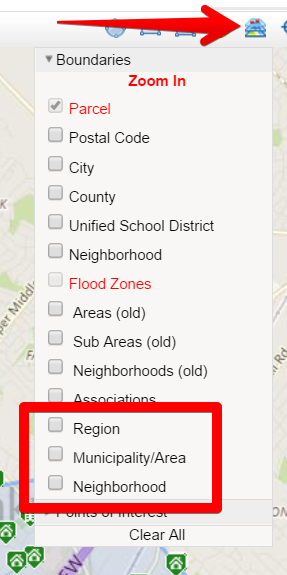 Boundaries
Zoom In
Parcel
Postal Code
City
County
Unified School District
Neighborhood
Flood Zones
Areas (old)
Sub Areas (old)
Neighborhoods (old)
Associations
Region
Municipality/Area
Neighborhood
Points of Interest
Clear All